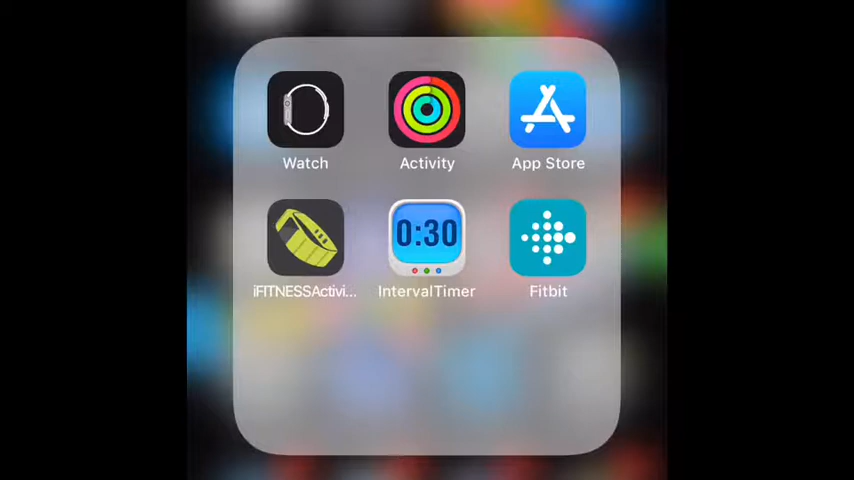 Watch
Activity
App Store
0:30
iFITNESSActivi...
IntervalTimer
Fitbit